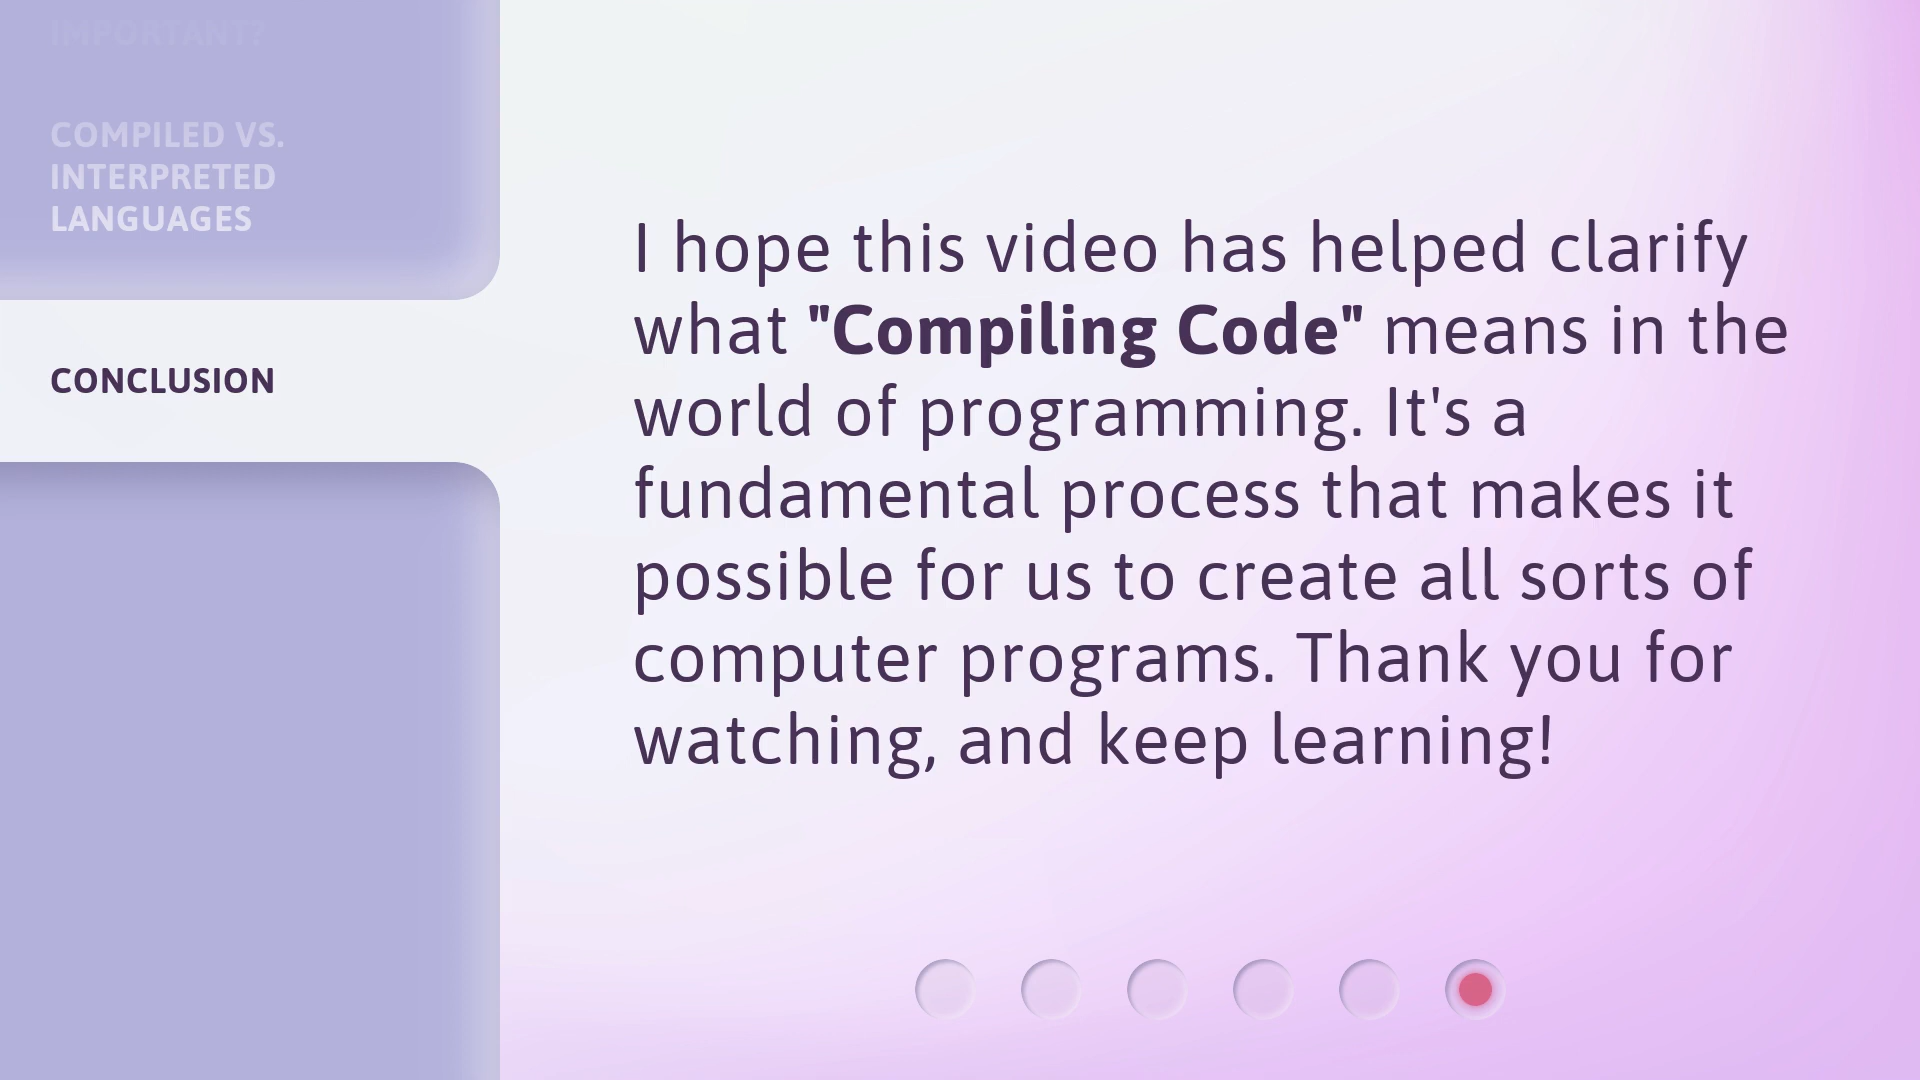 IMPORTANT?
COMPILED VS.
INTERPRETED
LANGUAGES
CONCLUSION
I hope this video has helped clarify
what "Compiling Code" means in the
world of programming. It's a
fundamental process that makes it
possible for us to create all sorts of
computer programs. Thank you for
watching, and keep learning!